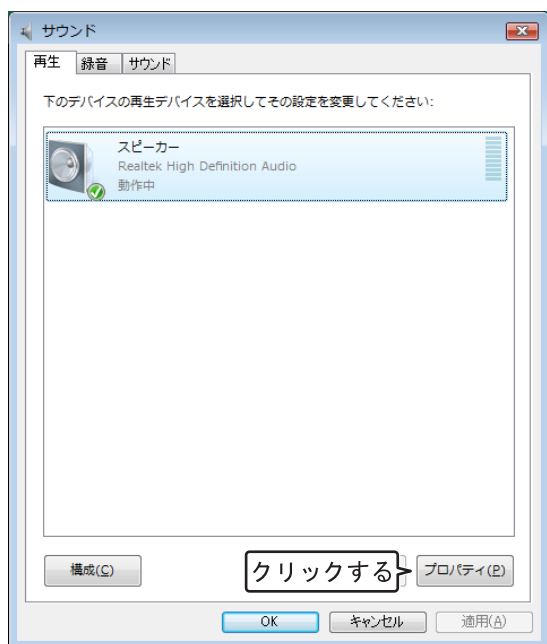 サウンド
再生 録音 サウンド
下のデバイスの再生デバイスを選択してその設定を変更してください:
スピーカー
Realtek High Definition Audio
動作中
構成(C) クリックする プロパティ(P)
OK キャンセル 適用(A)